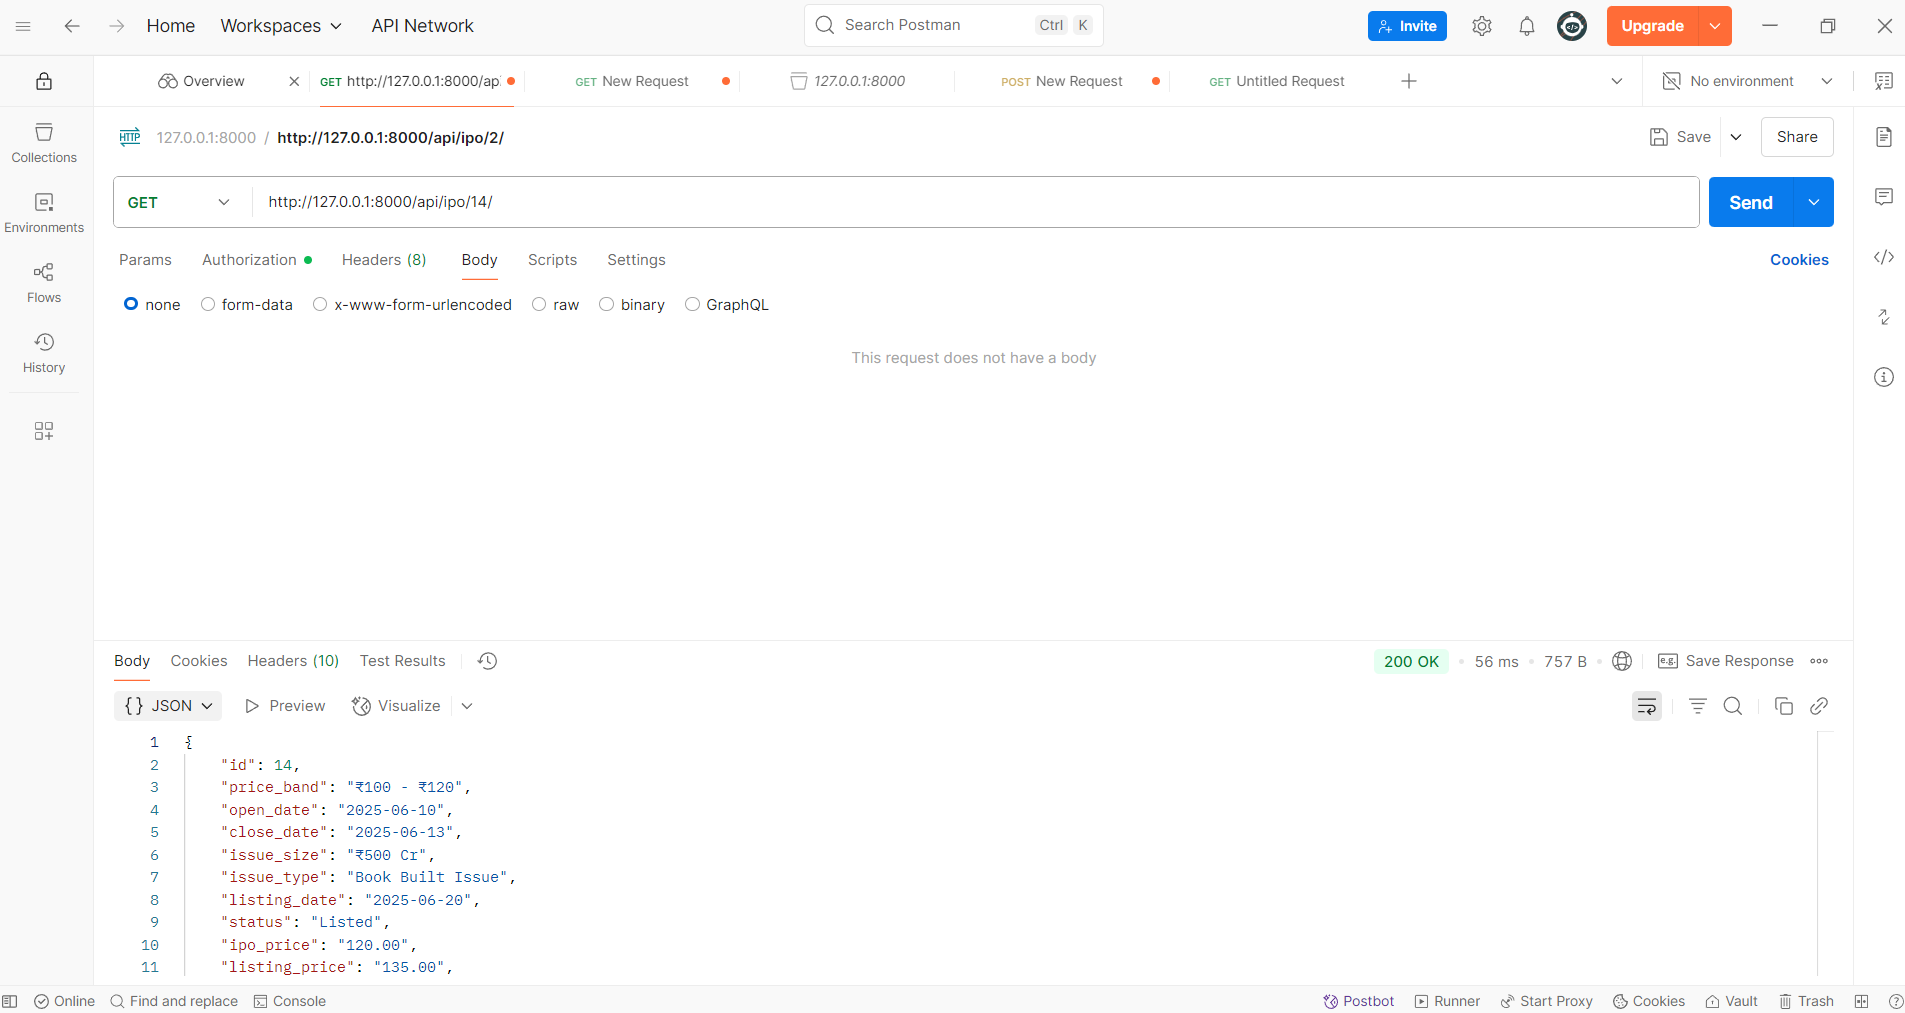 Home Workspaces API Network Search Postman Ctrl K Invite Upgrade
Overview GET http://127.0.0.1:8000/ap GET New Request 127.0.0.1:8000 POST New Request GET Untitled Request No environment
HTTP 127.0.0.1:8000 / http://127.0.0.1:8000/api/ipo/2/ Save Share
Collections
Environments
Flows
History
GET http://127.0.0.1:8000/api/ipo/14/ Send
Params Authorization Headers (8) Body Scripts Settings Cookies
none form-data x-www-form-urlencoded raw binary GraphQL
This request does not have a body
Body Cookies Headers (10) Test Results 200 OK 56 ms 757 B e.g. Save Response
{} JSON Preview Visualize
1 {
2 "id": 14,
3 "price_band": "₹100 - ₹120",
4 "open_date": "2025-06-10",
5 "close_date": "2025-06-13",
6 "issue_size": "₹500 Cr",
7 "issue_type": "Book Built Issue",
8 "listing_date": "2025-06-20",
9 "status": "Listed",
10 "ipo_price": "120.00",
11 "listing_price": "135.00",
Online Find and replace Console Postbot Runner Start Proxy Cookies Vault Trash